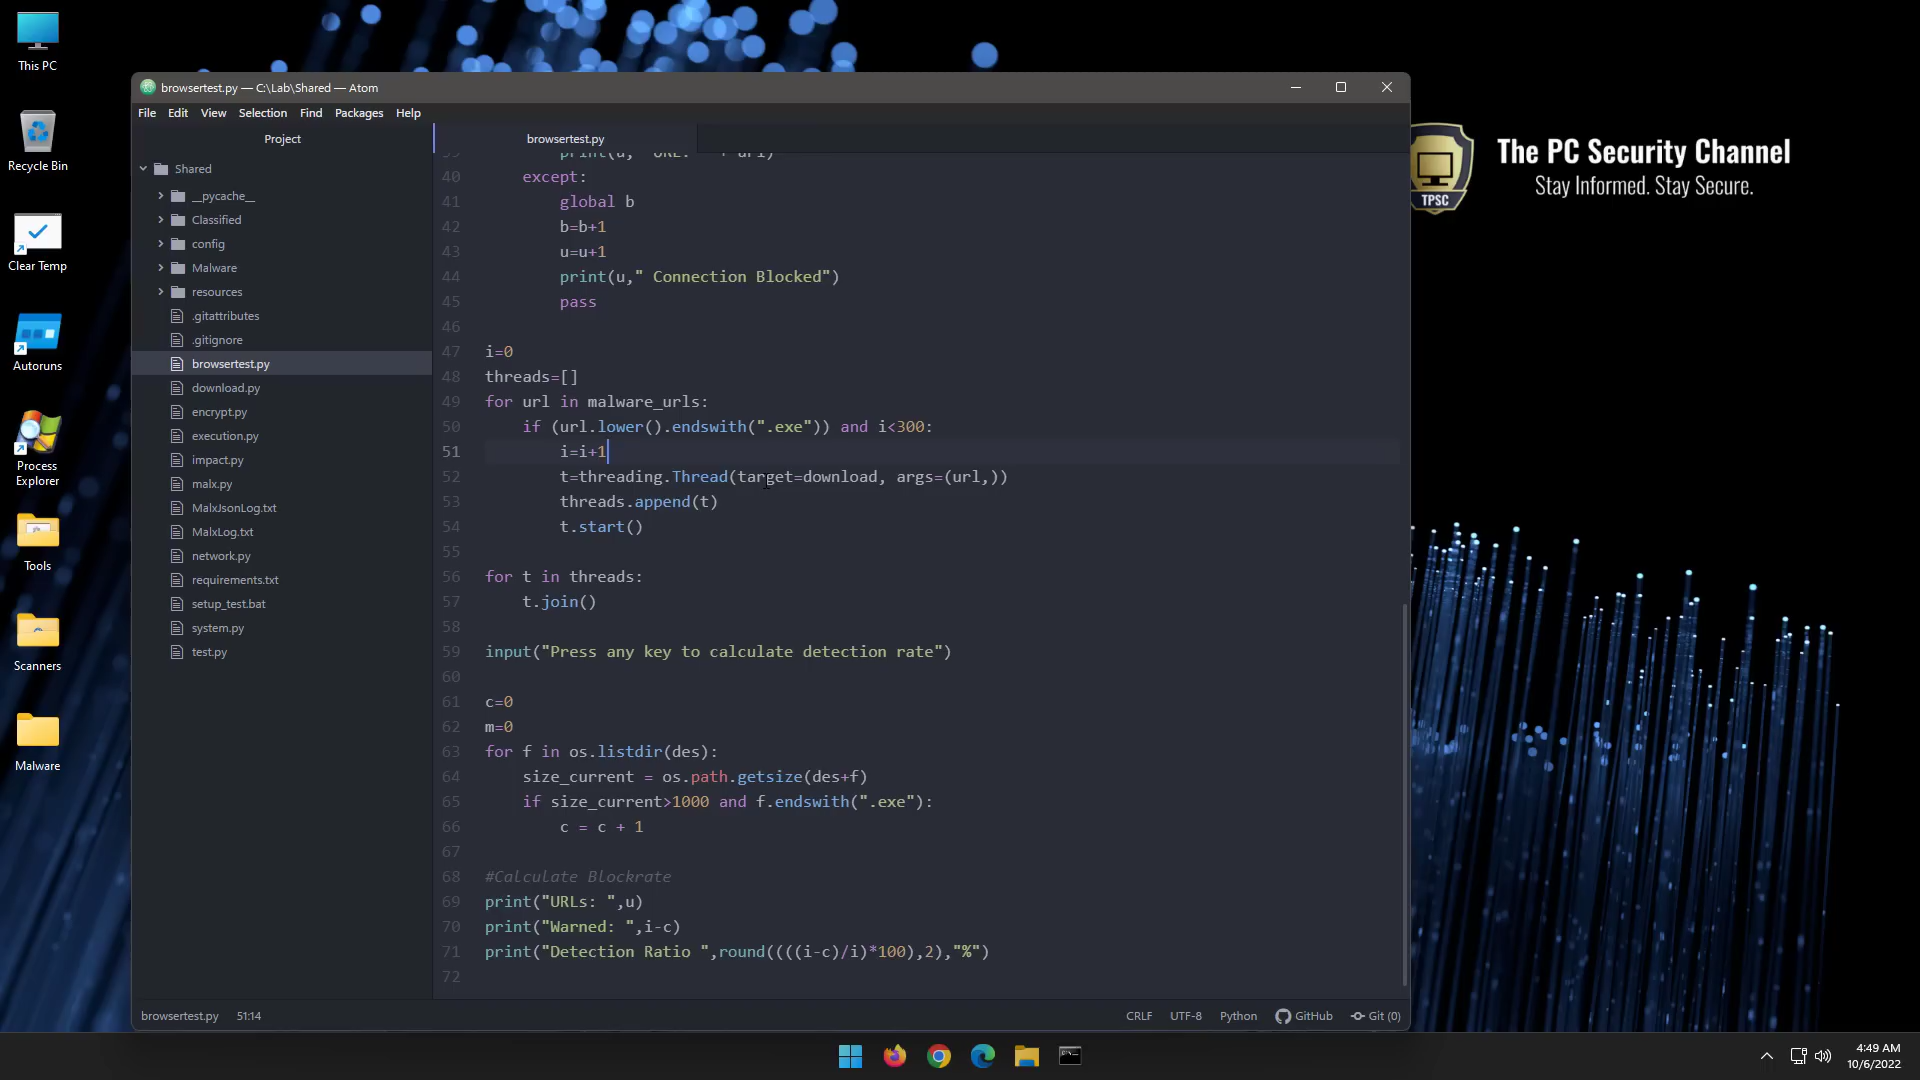 This PC
Recycle Bin
Clear Temp
Autoruns
Process
Explorer
Tools
Scanners
Malware
browsertest.py — C:\Lab\Shared — Atom
File Edit View Selection Find Packages Help
Project
Shared
__pycache__
Classified
config
Malware
resources
.gitattributes
.gitignore
browsertest.py
download.py
encrypt.py
execution.py
impact.py
malx.py
MalxJsonLog.txt
MalxLog.txt
network.py
requirements.txt
setup_test.bat
system.py
test.py
browsertest.py
40 except:
41 global b
42 b=b+1
43 u=u+1
44 print(u," Connection Blocked")
45 pass
46
47 i=0
48 threads=[]
49 for url in malware_urls:
50 if (url.lower().endswith(".exe")) and i<300:
51 i=i+1
52 t=threading.Thread(target=download, args=(url,))
53 threads.append(t)
54 t.start()
55
56 for t in threads:
57 t.join()
58
59 input("Press any key to calculate detection rate")
60
61 c=0
62 m=0
63 for f in os.listdir(des):
64 size_current = os.path.getsize(des+f)
65 if size_current>1000 and f.endswith(".exe"):
66 c = c + 1
67
68 #Calculate Blockrate
69 print("URLs: ",u)
70 print("Warned: ",i-c)
71 print("Detection Ratio ",round((((i-c)/i)*100),2),"%")
72
browsertest.py 51:14
CRLF UTF-8 Python GitHub Git (0)
TPSC
The PC Security Channel
Stay Informed. Stay Secure.
4:49 AM
10/6/2022